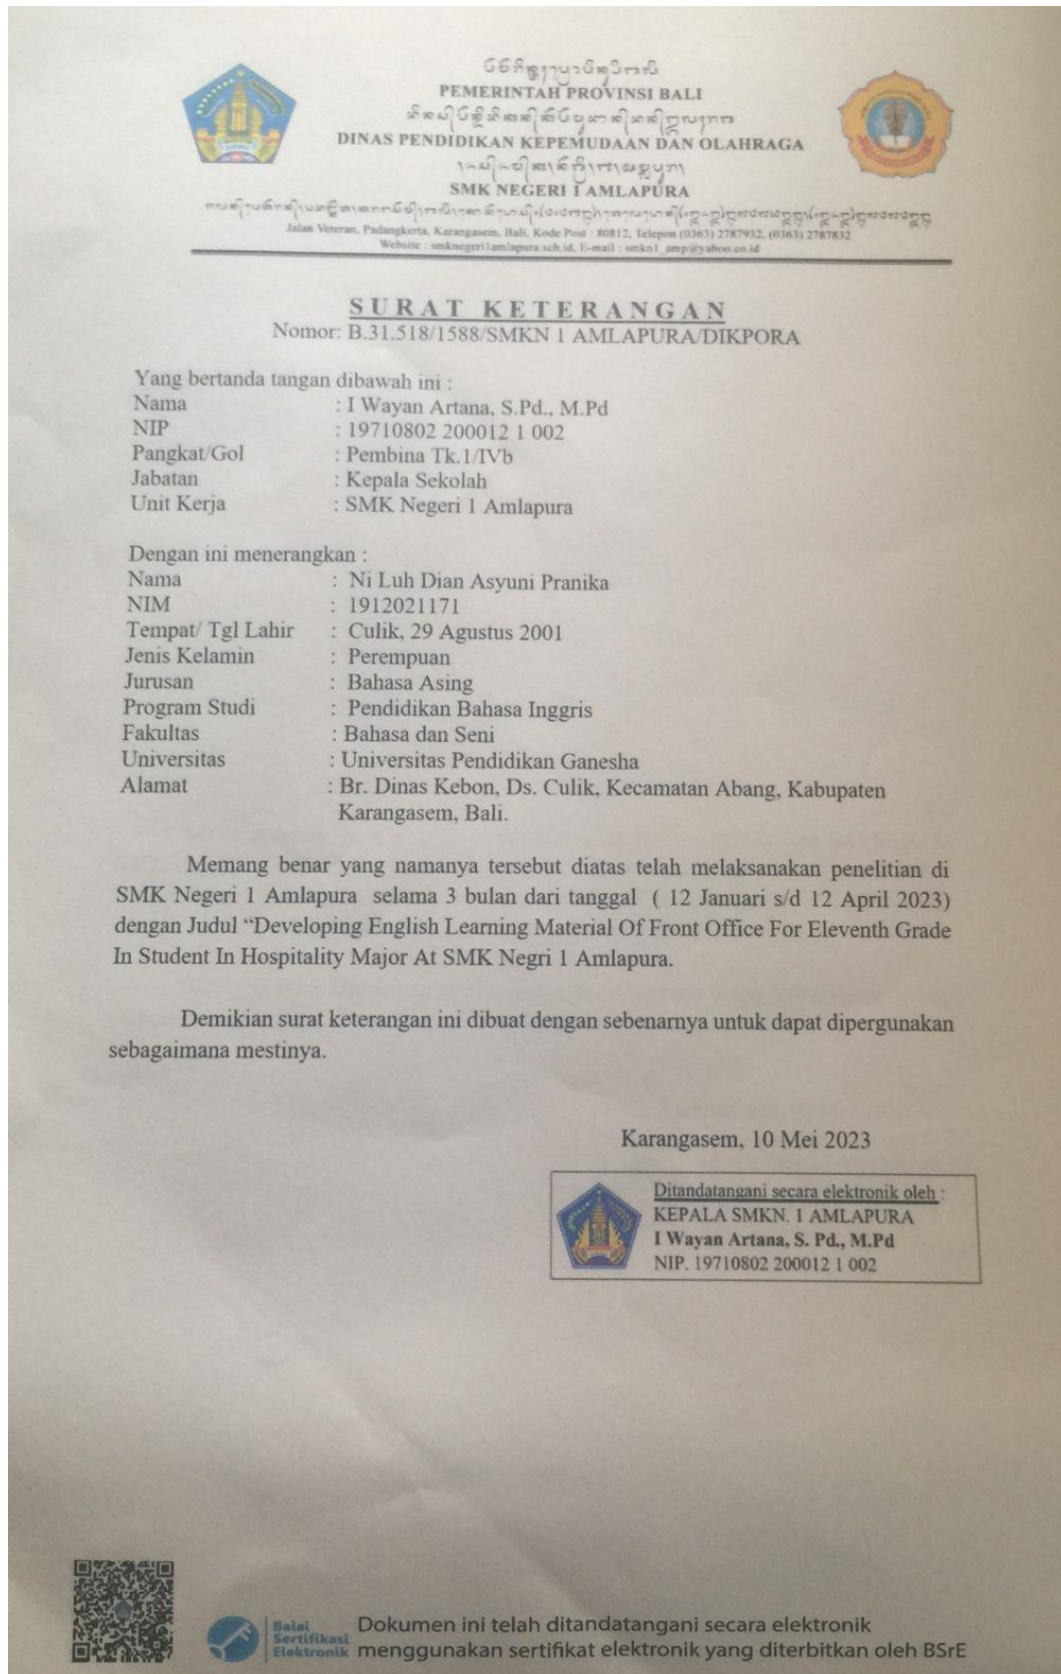 PEMERINTAH PROVINSI BALI
DINAS PENDIDIKAN KEPEMUDAAN DAN OLAHRAGA
SMK NEGERI 1 AMLAPURA
Jalan Veteran, Padangkerta, Karangasem, Bali, Kode Post : 80812, Telepon (0363) 2787932, (0363) 2787832
Website : smknegeri1amlapura.sch.id, E-mail : smkn1_amp@yahoo.co.id
SURAT KETERANGAN
Nomor: B.31.518/1588/SMKN 1 AMLAPURA/DIKPORA
Yang bertanda tangan dibawah ini :
Nama : I Wayan Artana, S.Pd., M.Pd
NIP : 19710802 200012 1 002
Pangkat/Gol : Pembina Tk.1/IVb
Jabatan : Kepala Sekolah
Unit Kerja : SMK Negeri 1 Amlapura
Dengan ini menerangkan :
Nama : Ni Luh Dian Asyuni Pranika
NIM : 1912021171
Tempat/ Tgl Lahir : Culik, 29 Agustus 2001
Jenis Kelamin : Perempuan
Jurusan : Bahasa Asing
Program Studi : Pendidikan Bahasa Inggris
Fakultas : Bahasa dan Seni
Universitas : Universitas Pendidikan Ganesha
Alamat : Br. Dinas Kebon, Ds. Culik, Kecamatan Abang, Kabupaten
Karangasem, Bali.
Memang benar yang namanya tersebut diatas telah melaksanakan penelitian di
SMK Negeri 1 Amlapura selama 3 bulan dari tanggal ( 12 Januari s/d 12 April 2023)
dengan Judul “Developing English Learning Material Of Front Office For Eleventh Grade
In Student In Hospitality Major At SMK Negri 1 Amlapura.
Demikian surat keterangan ini dibuat dengan sebenarnya untuk dapat dipergunakan
sebagaimana mestinya.
Karangasem, 10 Mei 2023
Ditandatangani secara elektronik oleh :
KEPALA SMKN. 1 AMLAPURA
I Wayan Artana, S. Pd., M.Pd
NIP. 19710802 200012 1 002
Balai
Sertifikasi
Elektronik
Dokumen ini telah ditandatangani secara elektronik
menggunakan sertifikat elektronik yang diterbitkan oleh BSrE